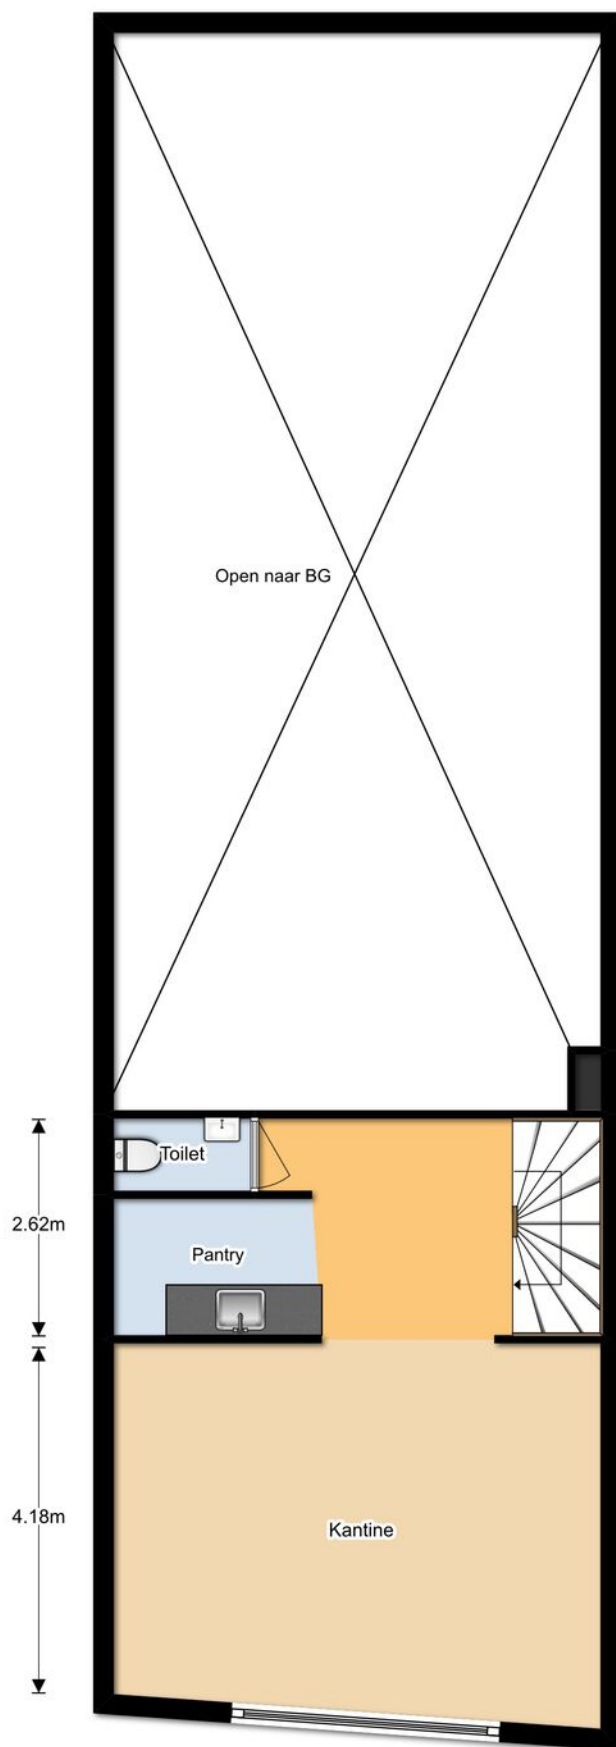 Open naar BG
Toilet
2.62m
Pantry
4.18m
Kantine